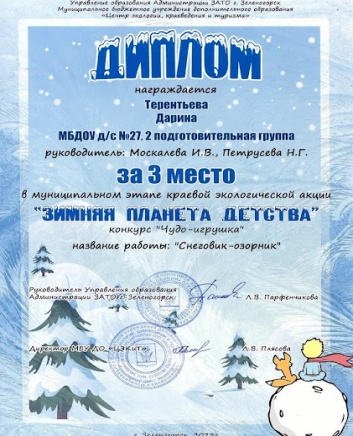 Управление образования Администрации ЗАТО г. Зеленогорск
Муниципальное бюджетное учреждение дополнительного образования
«Центр экологии, краеведения и туризма»
ДИПЛОМ
награждается
Терентьева
Дарина
МБДОУ д/с №27, 2 подготовительная группа
руководитель: Москалева И.В., Петрусева Н.Г.
за 3 место
в муниципальном этапе краевой экологической акции
"ЗИМНЯЯ ПЛАНЕТА ДЕТСТВА"
конкурс "Чудо-игрушка"
название работы: "Снеговик-озорник"
Руководитель Управления образования
Администрации ЗАТО г. Зеленогорск
Л.В. Парфенчикова
Директор МБУ ДО «ЦЭКиТ»
Л.В. Плясова
г. Зеленогорск, 2023г.